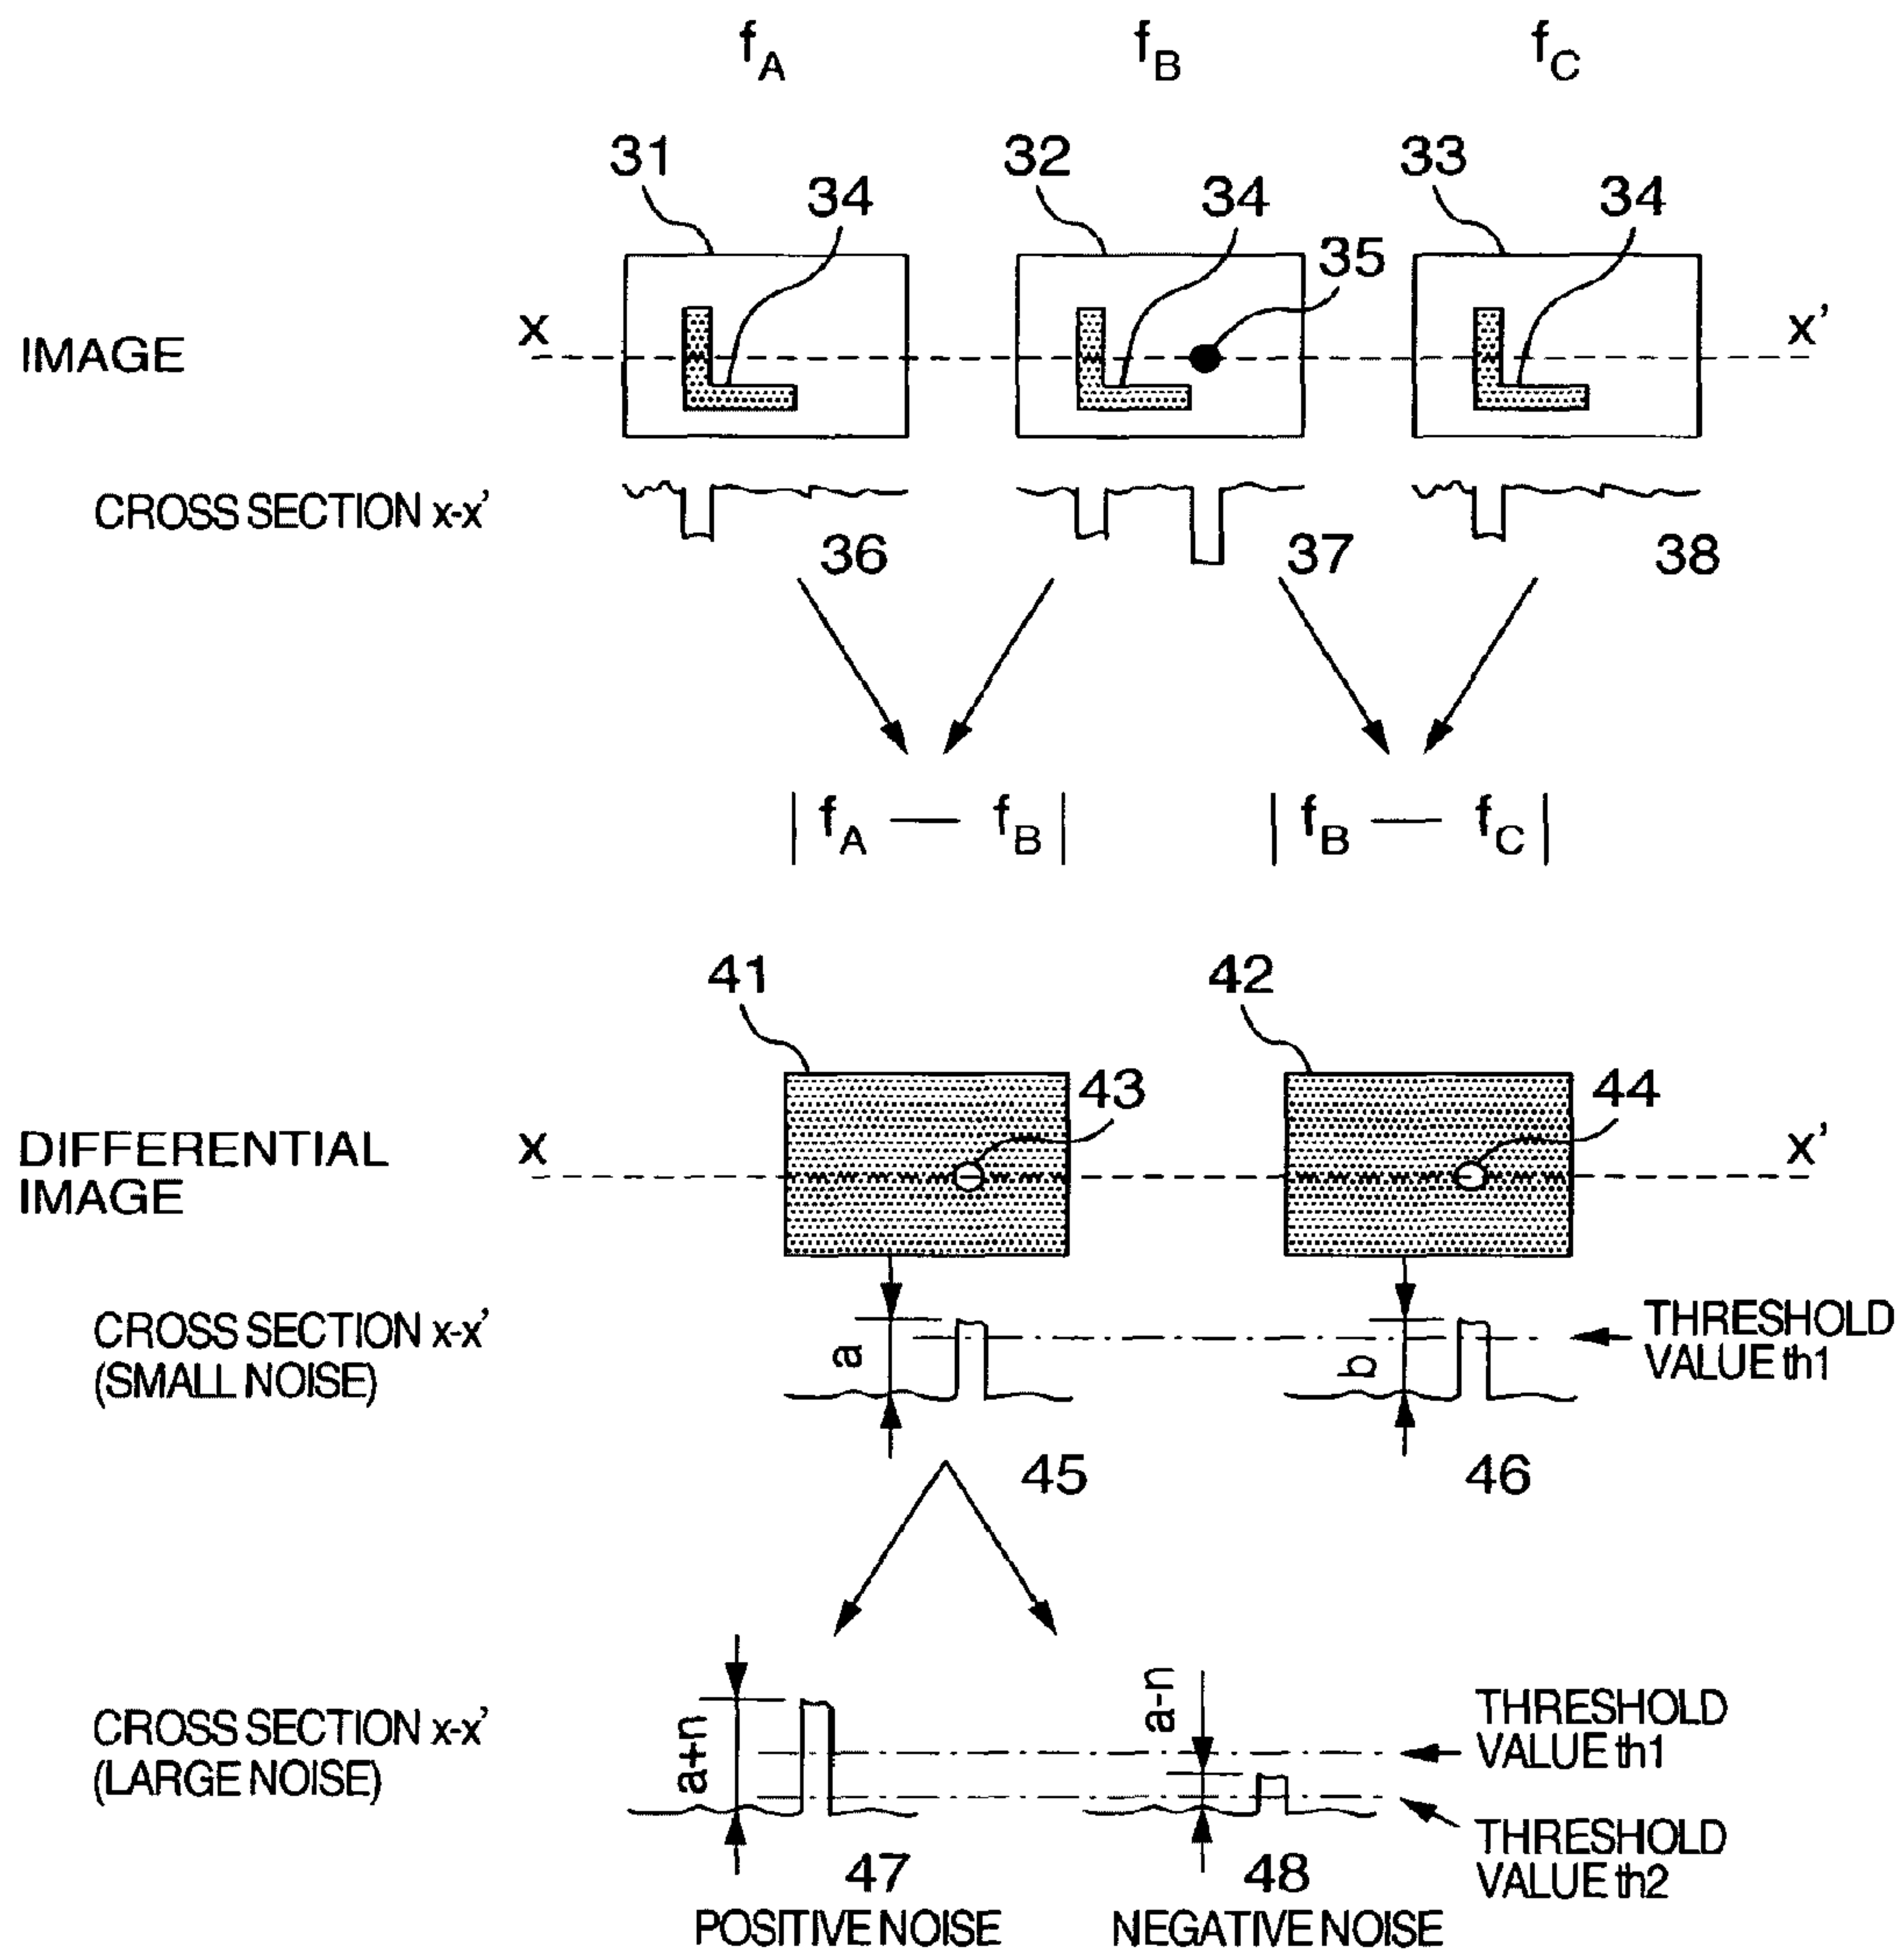 fA fB fC
31 32 33
34 34 34
35
x x'
IMAGE
CROSS SECTION x-x'
36 37 38
| fA — fB | | fB — fC |
41 42
43 44
DIFFERENTIAL
IMAGE
x x'
CROSS SECTION x-x'
(SMALL NOISE)
a b
THRESHOLD
VALUE th1
45 46
CROSS SECTION x-x'
(LARGE NOISE)
a+n a-n
THRESHOLD
VALUE th1
THRESHOLD
VALUE th2
47 48
POSITIVE NOISE NEGATIVE NOISE